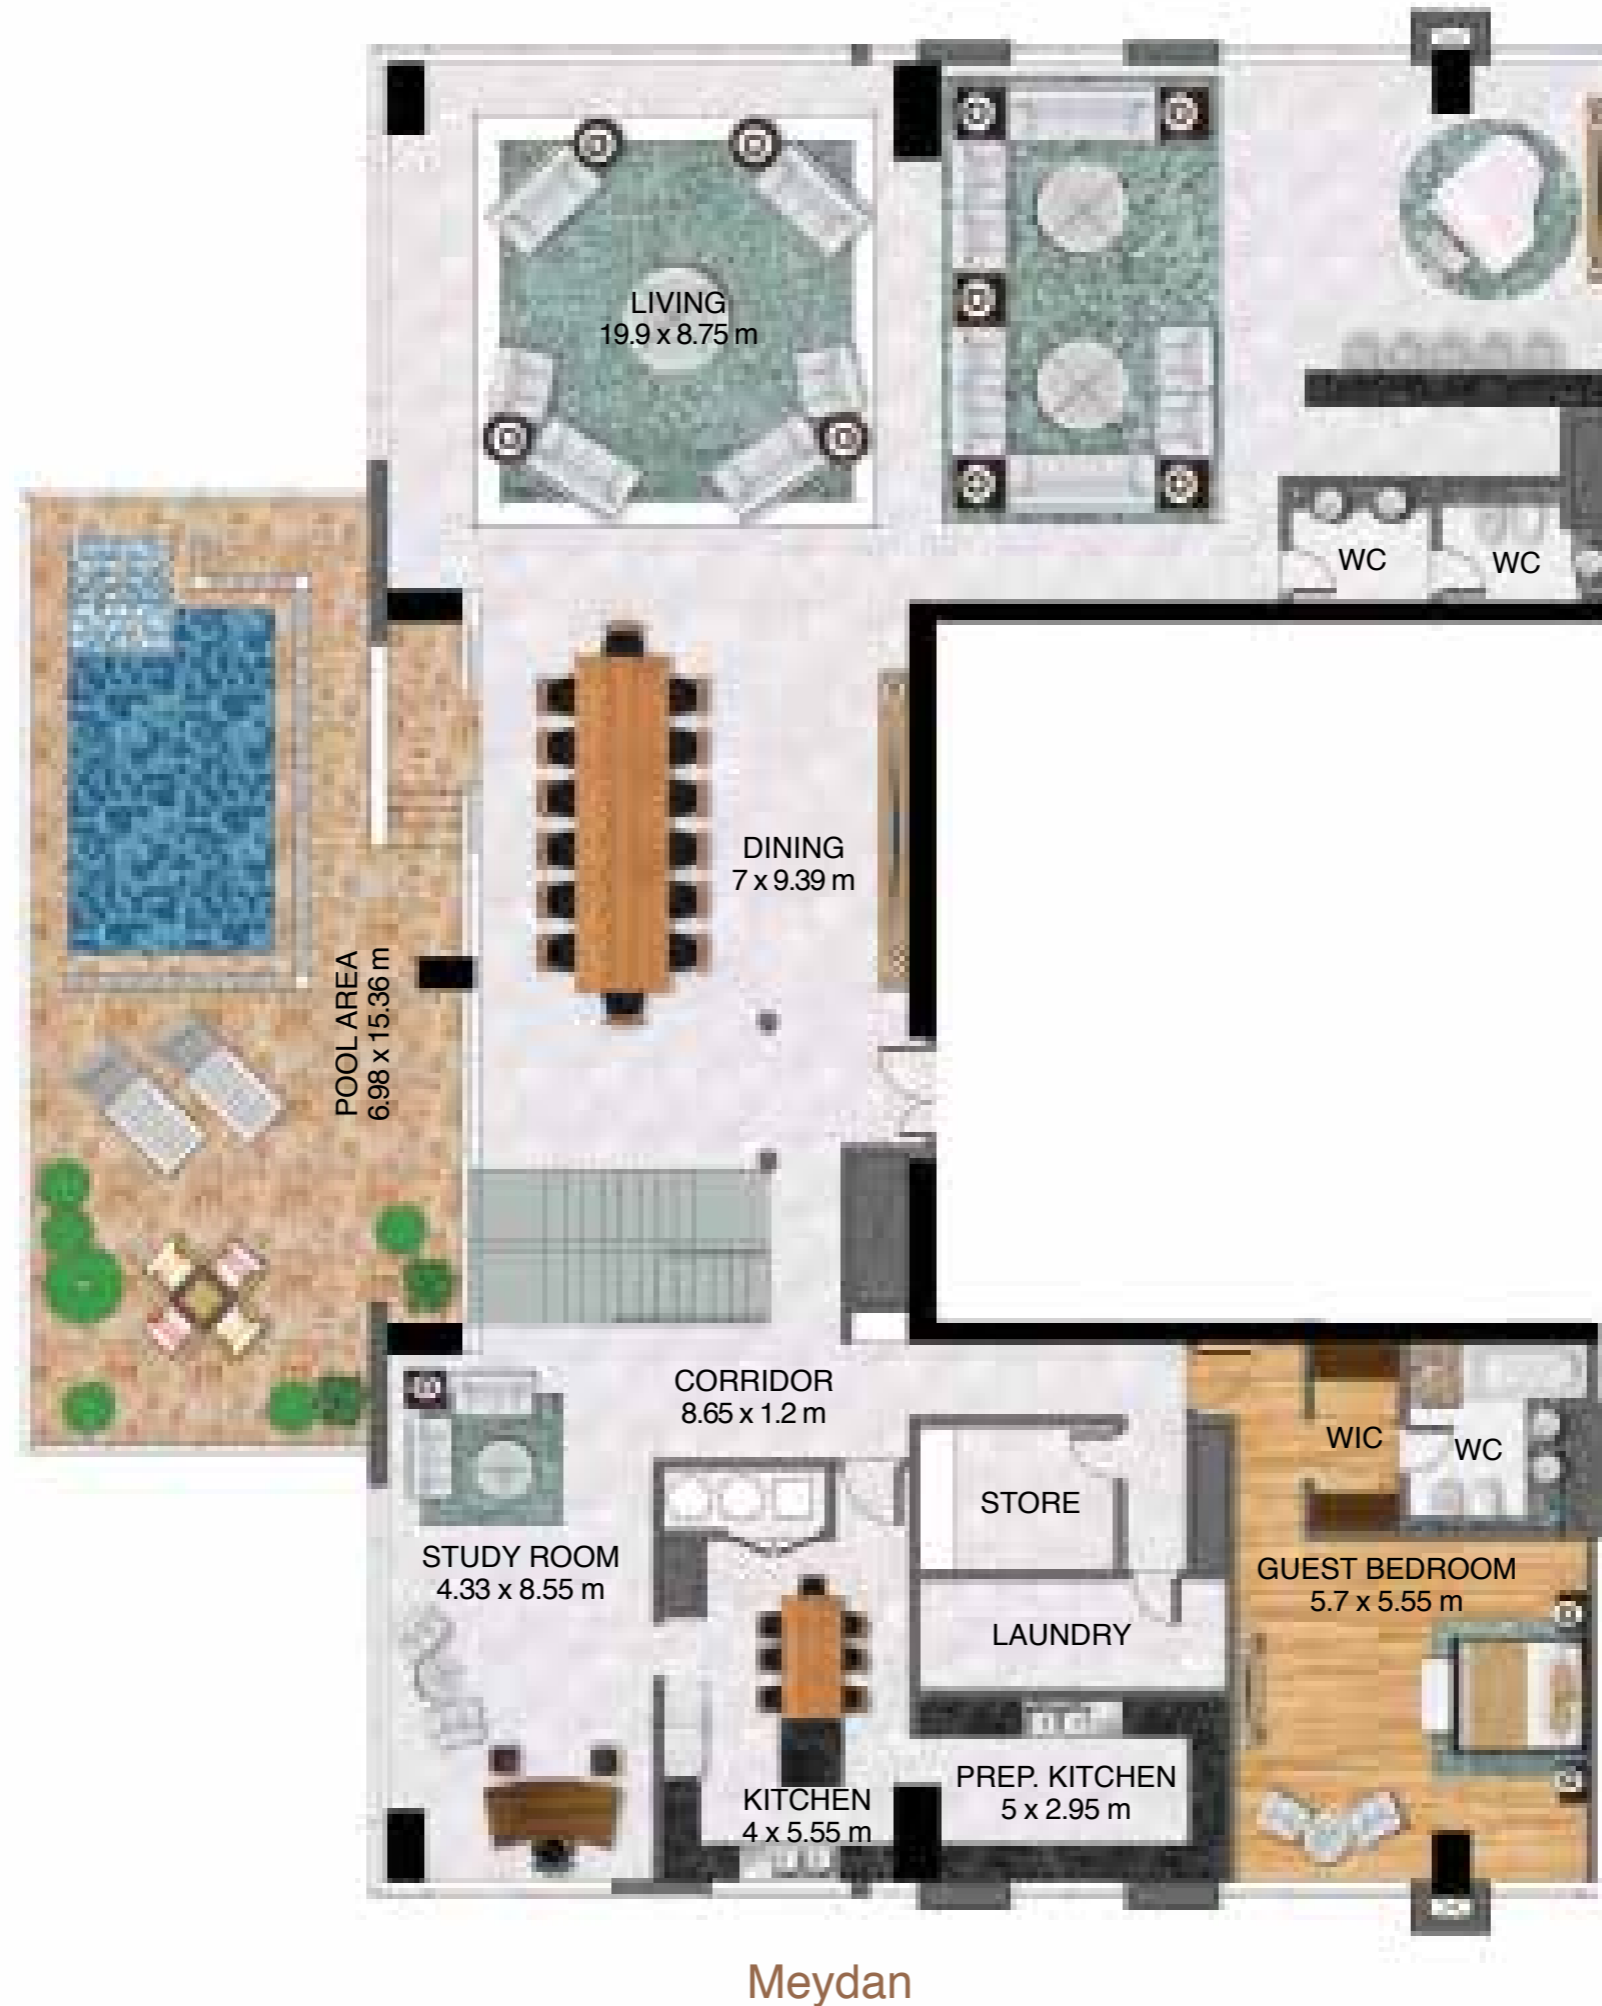 LIVING
19.9 x 8.75 m
WC
WC
DINING
7 x 9.39 m
POOL AREA
6.98 x 15.36 m
CORRIDOR
8.65 x 1.2 m
WIC
WC
STORE
STUDY ROOM
4.33 x 8.55 m
GUEST BEDROOM
5.7 x 5.55 m
LAUNDRY
PREP. KITCHEN
5 x 2.95 m
KITCHEN
4 x 5.55 m
Meydan